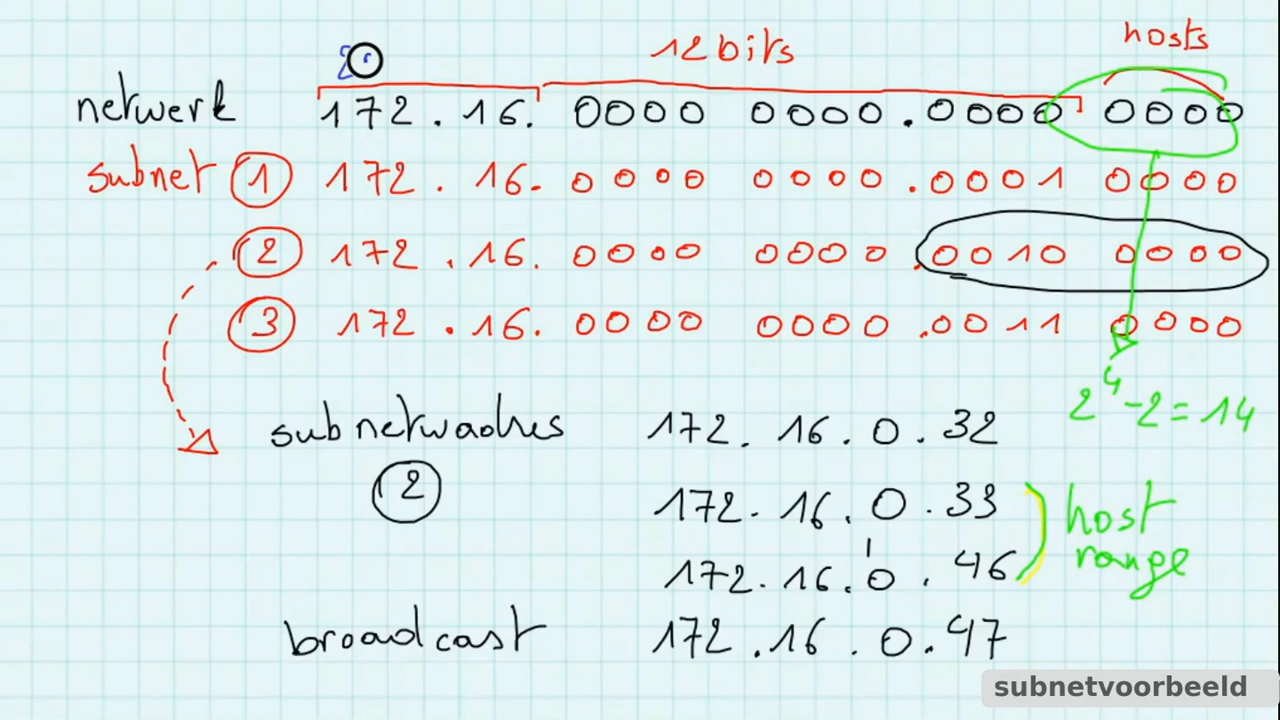 12 bits hosts
netwerk 172.16. 0000 0000.0000 0000
subnet 1 172.16. 0000 0000.0001 0000
2 172.16. 0000 0000.0010 0000
3 172.16. 0000 0000.0011 0000
2⁴-2=14
subnetwadres 172.16.0.32
2
172.16.0.33
172.16.0.46
host
range
broadcast 172.16.0.47
subnetvoorbeeld